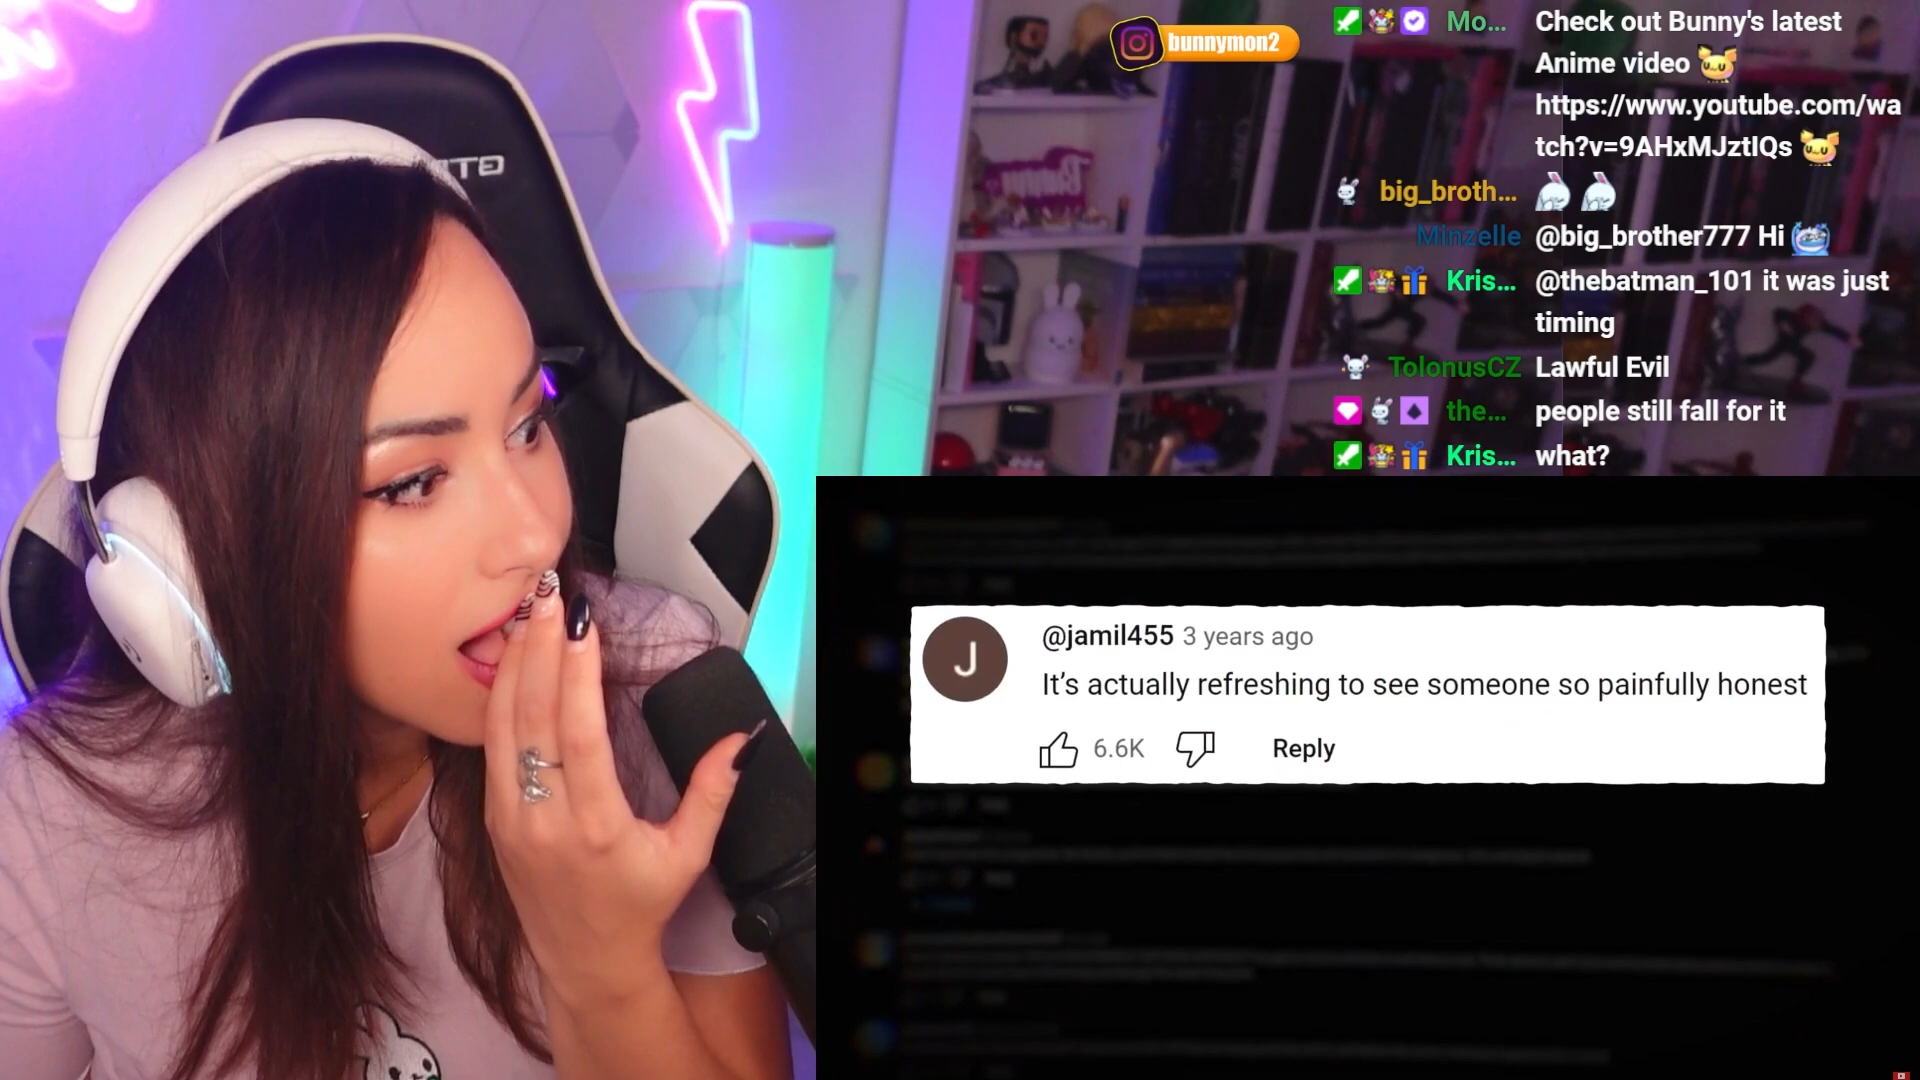 bunnymon2
Mo... Check out Bunny's latest
Anime video
https://www.youtube.com/wa
tch?v=9AHxMJztIQs
big_broth...
Minzelle @big_brother777 Hi
Kris... @thebatman_101 it was just
timing
TolonusCZ Lawful Evil
the... people still fall for it
Kris... what?
J
@jamil455 3 years ago
It’s actually refreshing to see someone so painfully honest
6.6K Reply